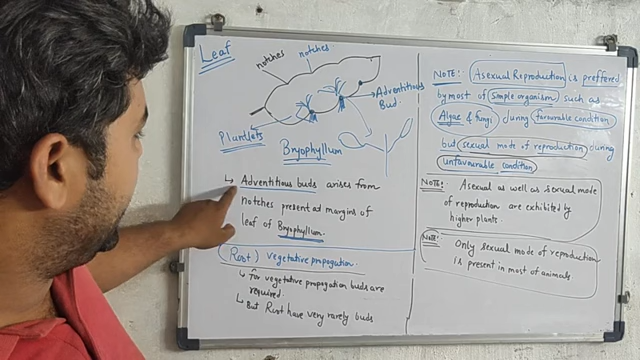 Leaf
notches notches
Adventitious
Bud.
Plantlets
Bryophyllum
↳ Adventitious buds arises from
notches present ad margins of
leaf of Bryophyllum.
Root) vegetative propagation.
↳ for vegetative propagation buds are
required.
↳ But Root have very rarely buds
NOTE: Asexual Reproduction is preffered
by most of simple organism such as
Algae & fungi during favourable condition
but sexual mode of reproduction during
unfavourable condition
NOTE: Asexual as well as sexual mode
of reproduction are exhibited by
higher plants.
Note: Only sexual mode of reproduction
is present in most of animals.